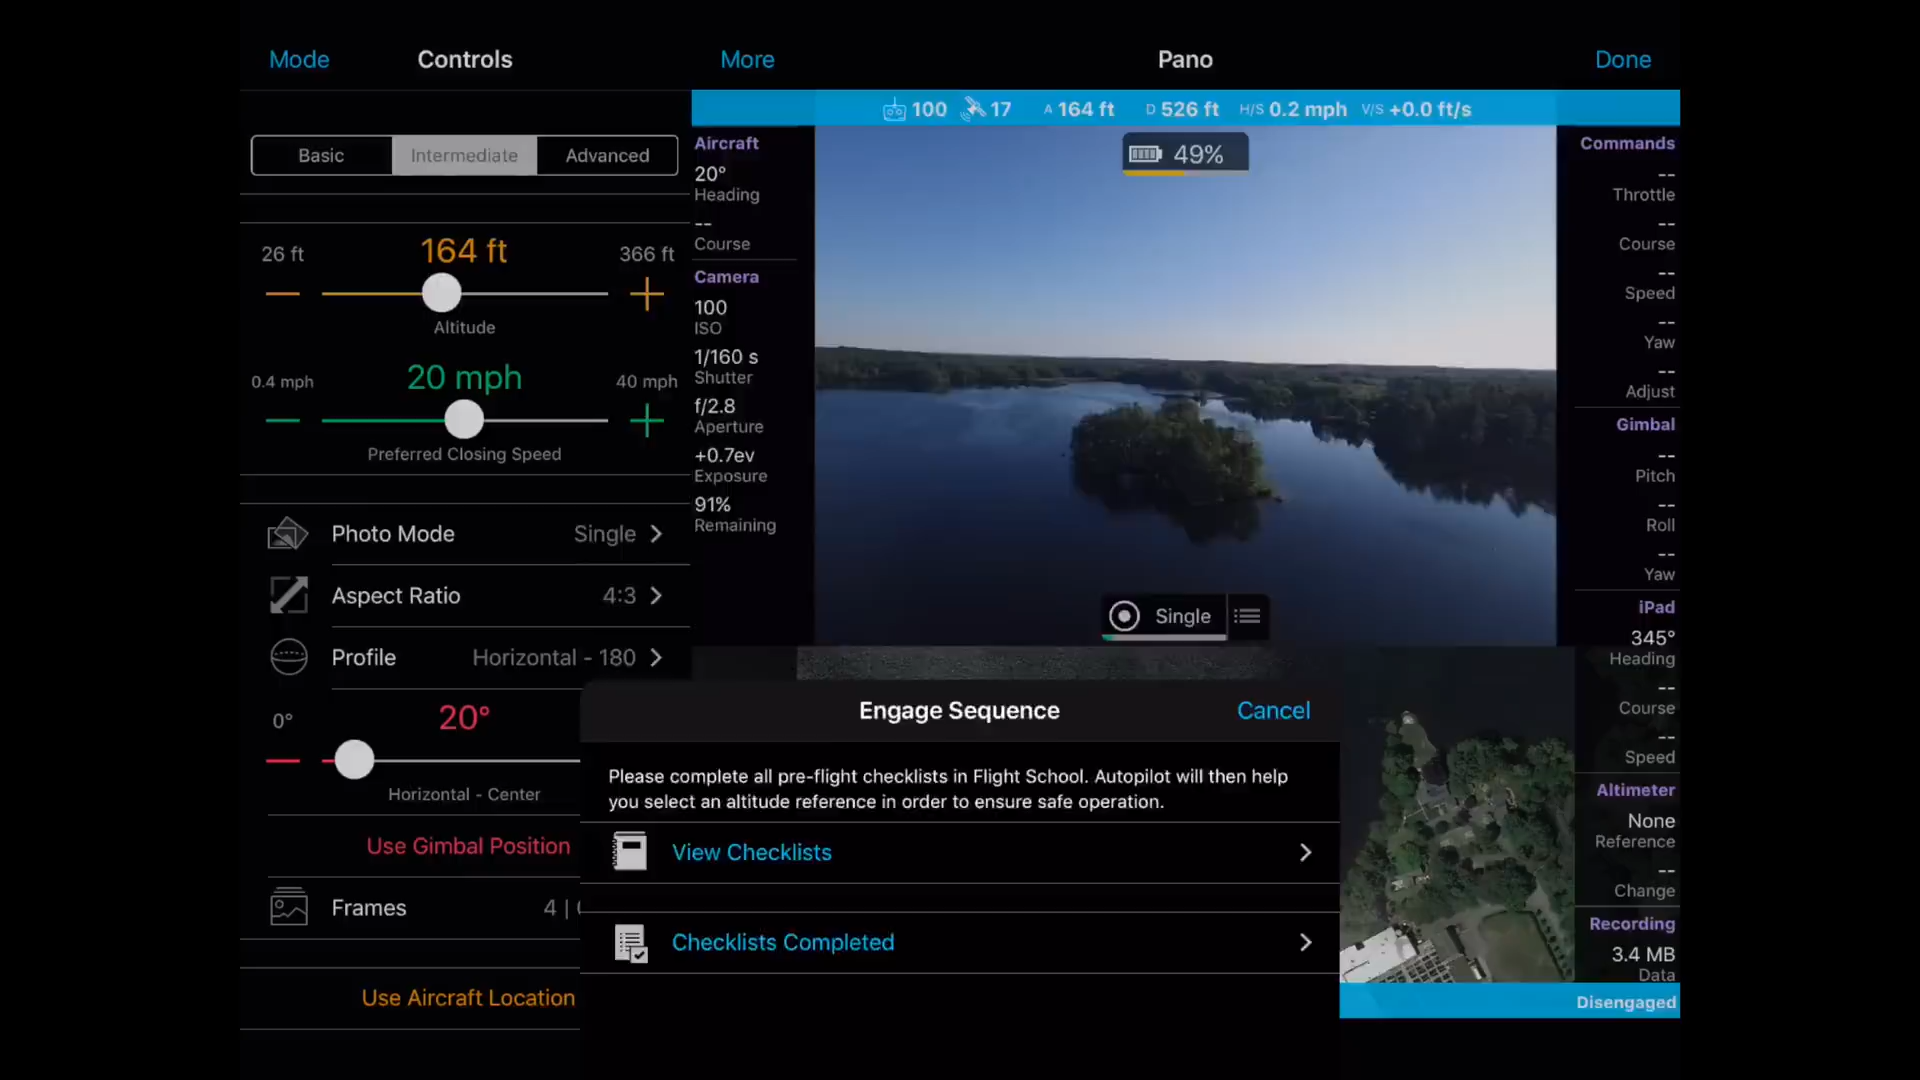 Mode
Controls
More
Pano
Done
100 17 A 164 ft D 526 ft H/S 0.2 mph V/S +0.0 ft/s
Basic
Intermediate
Advanced
26 ft
164 ft
366 ft
Altitude
0.4 mph
20 mph
40 mph
Preferred Closing Speed
Photo Mode
Single
Aspect Ratio
4:3
Profile
Horizontal - 180
0°
20°
Horizontal - Center
Use Gimbal Position
Frames
4 |
Use Aircraft Location
Aircraft
20°
Heading
--
Course
Camera
100
ISO
1/160 s
Shutter
f/2.8
Aperture
+0.7ev
Exposure
91%
Remaining
49%
Single
Commands
--
Throttle
--
Course
--
Speed
--
Yaw
--
Adjust
Gimbal
--
Pitch
--
Roll
--
Yaw
iPad
345°
Heading
--
Course
--
Speed
Altimeter
None
Reference
--
Change
Recording
3.4 MB
Data
Disengaged
Engage Sequence
Cancel
Please complete all pre-flight checklists in Flight School. Autopilot will then help
you select an altitude reference in order to ensure safe operation.
View Checklists
Checklists Completed